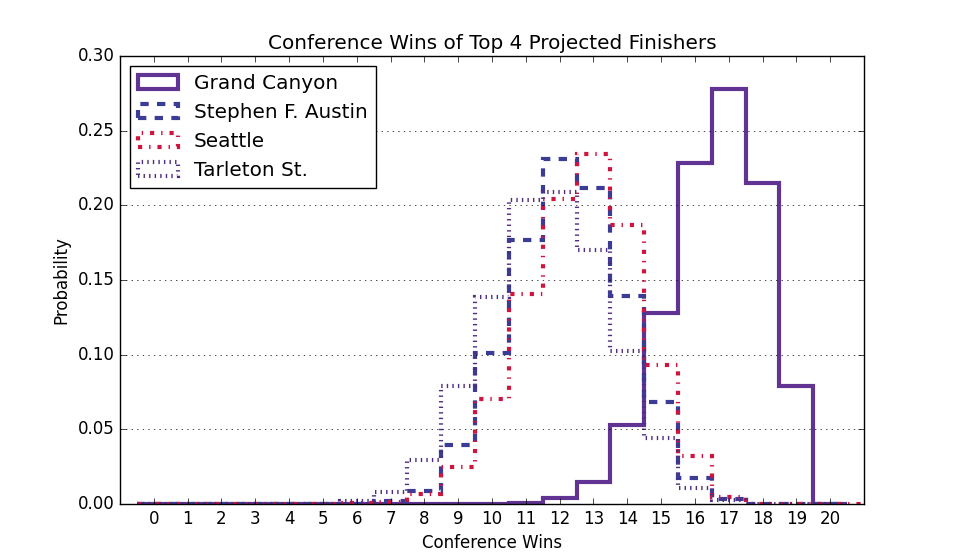 Conference Wins of Top 4 Projected Finishers
Grand Canyon
Stephen F. Austin
Seattle
Tarleton St.
0.30
0.25
0.20
0.15
0.10
0.05
0.00
Probability
0 1 2 3 4 5 6 7 8 9 10 11 12 13 14 15 16 17 18 19 20
Conference Wins